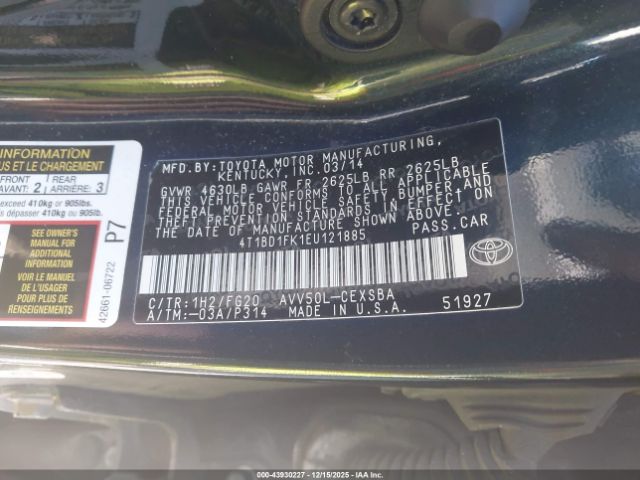 INFORMATION
US ET LE CHARGEMENT
FRONT
AVANT: 2
REAR
ARRIÈRE: 3
exceed 410kg or 905lbs.
dépasser 410kg ou 905lb.
SEE OWNER'S
MANUAL FOR
ADDITIONAL
INFORMATION
VOIR LE MANUEL
DE L'USAGER
POUR PLUS DE
RENSEIGNEMENTS
P7
42661-06722
MFD.BY: TOYOTA MOTOR MANUFACTURING,
KENTUCKY, INC. 03/14
GVWR 4630LB GAWR FR 2625LB RR 2625LB
THIS VEHICLE CONFORMS TO ALL APPLICABLE
FEDERAL MOTOR VEHICLE SAFETY, BUMPER, AND
THEFT PREVENTION STANDARDS IN EFFECT ON
THE DATE OF MANUFACTURE SHOWN ABOVE.
4T1BD1FK1EU121885 PASS.CAR
C/TR: 1H2/FG20 AVV50L-CEXSBA
A/TM: -03A/P314 MADE IN U.S.A. 51927
TOYOTA
000-43930227 - 12/15/2025 - IAAI.COM